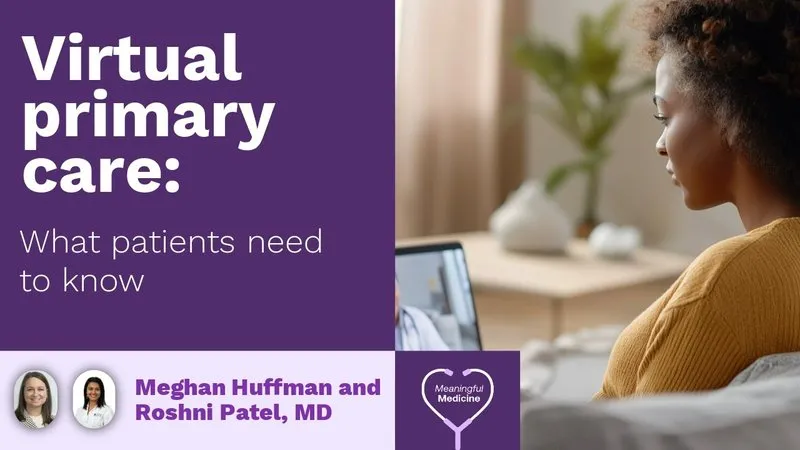 Virtual
primary
care:
What patients need
to know
Meghan Huffman and
Roshni Patel, MD
Meaningful
Medicine